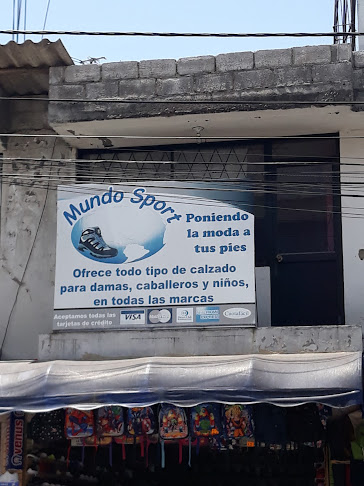 Mundo Sport
Poniendo
la moda a
tus pies
Ofrece todo tipo de calzado
para damas, caballeros y niños,
en todas las marcas
Aceptamos todas las
tarjetas de crédito
VISA